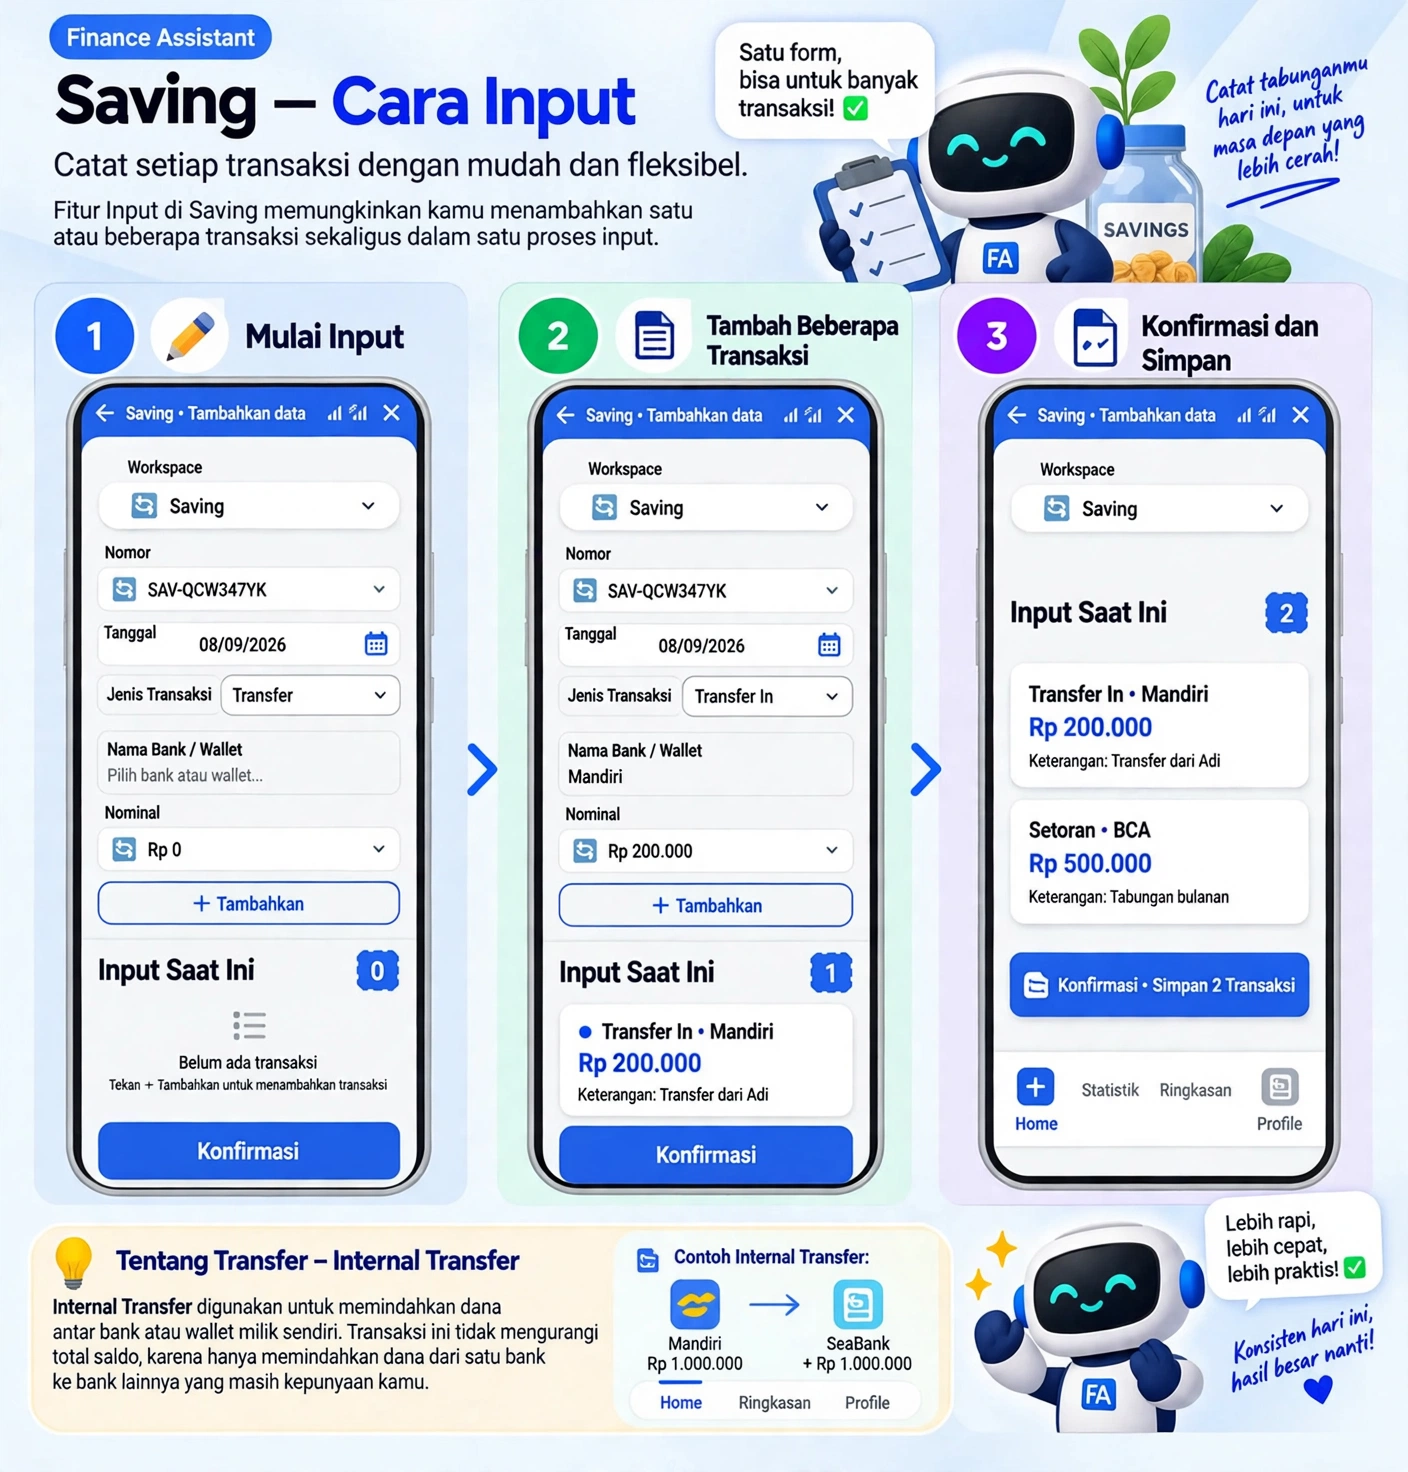 Finance Assistant
Saving – Cara Input
Catat setiap transaksi dengan mudah dan fleksibel.
Fitur Input di Saving memungkinkan kamu menambahkan satu
atau beberapa transaksi sekaligus dalam satu proses input.
Satu form,
bisa untuk banyak
transaksi! ✅
SAVINGS
FA
Catat tabunganmu
hari ini, untuk
masa depan yang
lebih cerah!
1
Mulai Input
Saving • Tambahkan data
Workspace
Saving
Nomor
SAV-QCW347YK
Tanggal
08/09/2026
Jenis Transaksi
Transfer
Nama Bank / Wallet
Pilih bank atau wallet...
Nominal
Rp 0
+ Tambahkan
Input Saat Ini
0
Belum ada transaksi
Tekan + Tambahkan untuk menambahkan transaksi
Konfirmasi
2
Tambah Beberapa
Transaksi
Saving • Tambahkan data
Workspace
Saving
Nomor
SAV-QCW347YK
Tanggal
08/09/2026
Jenis Transaksi
Transfer In
Nama Bank / Wallet
Mandiri
Nominal
Rp 200.000
+ Tambahkan
Input Saat Ini
1
Transfer In • Mandiri
Rp 200.000
Keterangan: Transfer dari Adi
Konfirmasi
3
Konfirmasi dan
Simpan
Saving • Tambahkan data
Workspace
Saving
Input Saat Ini
2
Transfer In • Mandiri
Rp 200.000
Keterangan: Transfer dari Adi
Setoran • BCA
Rp 500.000
Keterangan: Tabungan bulanan
Konfirmasi • Simpan 2 Transaksi
Home
Statistik
Ringkasan
Profile
Tentang Transfer – Internal Transfer
Internal Transfer digunakan untuk memindahkan dana
antar bank atau wallet milik sendiri. Transaksi ini tidak mengurangi
total saldo, karena hanya memindahkan dana dari satu bank
ke bank lainnya yang masih kepunyaan kamu.
Contoh Internal Transfer:
Mandiri
Rp 1.000.000
SeaBank
+ Rp 1.000.000
Home
Ringkasan
Profile
Lebih rapi,
lebih cepat,
lebih praktis! ✅
FA
Konsisten hari ini,
hasil besar nanti!